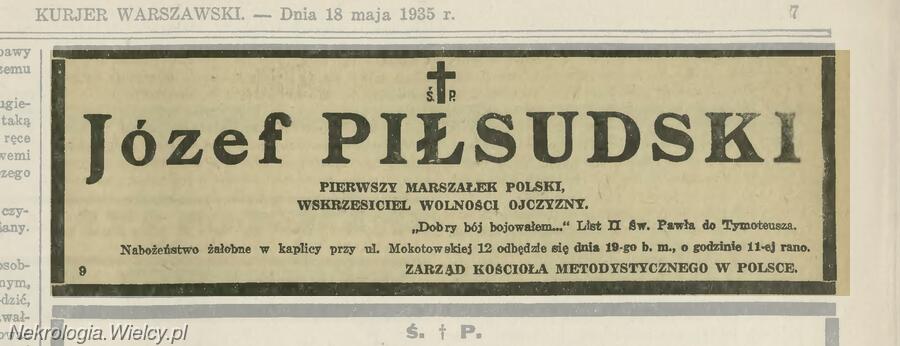 KURJER WARSZAWSKI. — Dnia 18 maja 1935 r. 7
Ś. † P.
Józef PIŁSUDSKI
PIERWSZY MARSZAŁEK POLSKI,
WSKRZESICIEL WOLNOŚCI OJCZYZNY.
„Dobry bój bojowałem...“ List II Św. Pawła do Tymoteusza.
Nabożeństwo żałobne w kaplicy przy ul. Mokotowskiej 12 odbędzie się dnia 19-go b. m., o godzinie 11-ej rano.
9 ZARZĄD KOŚCIOŁA METODYSTYCZNEGO W POLSCE.
Ś. † P.
Nekrologia.Wielcy.pl